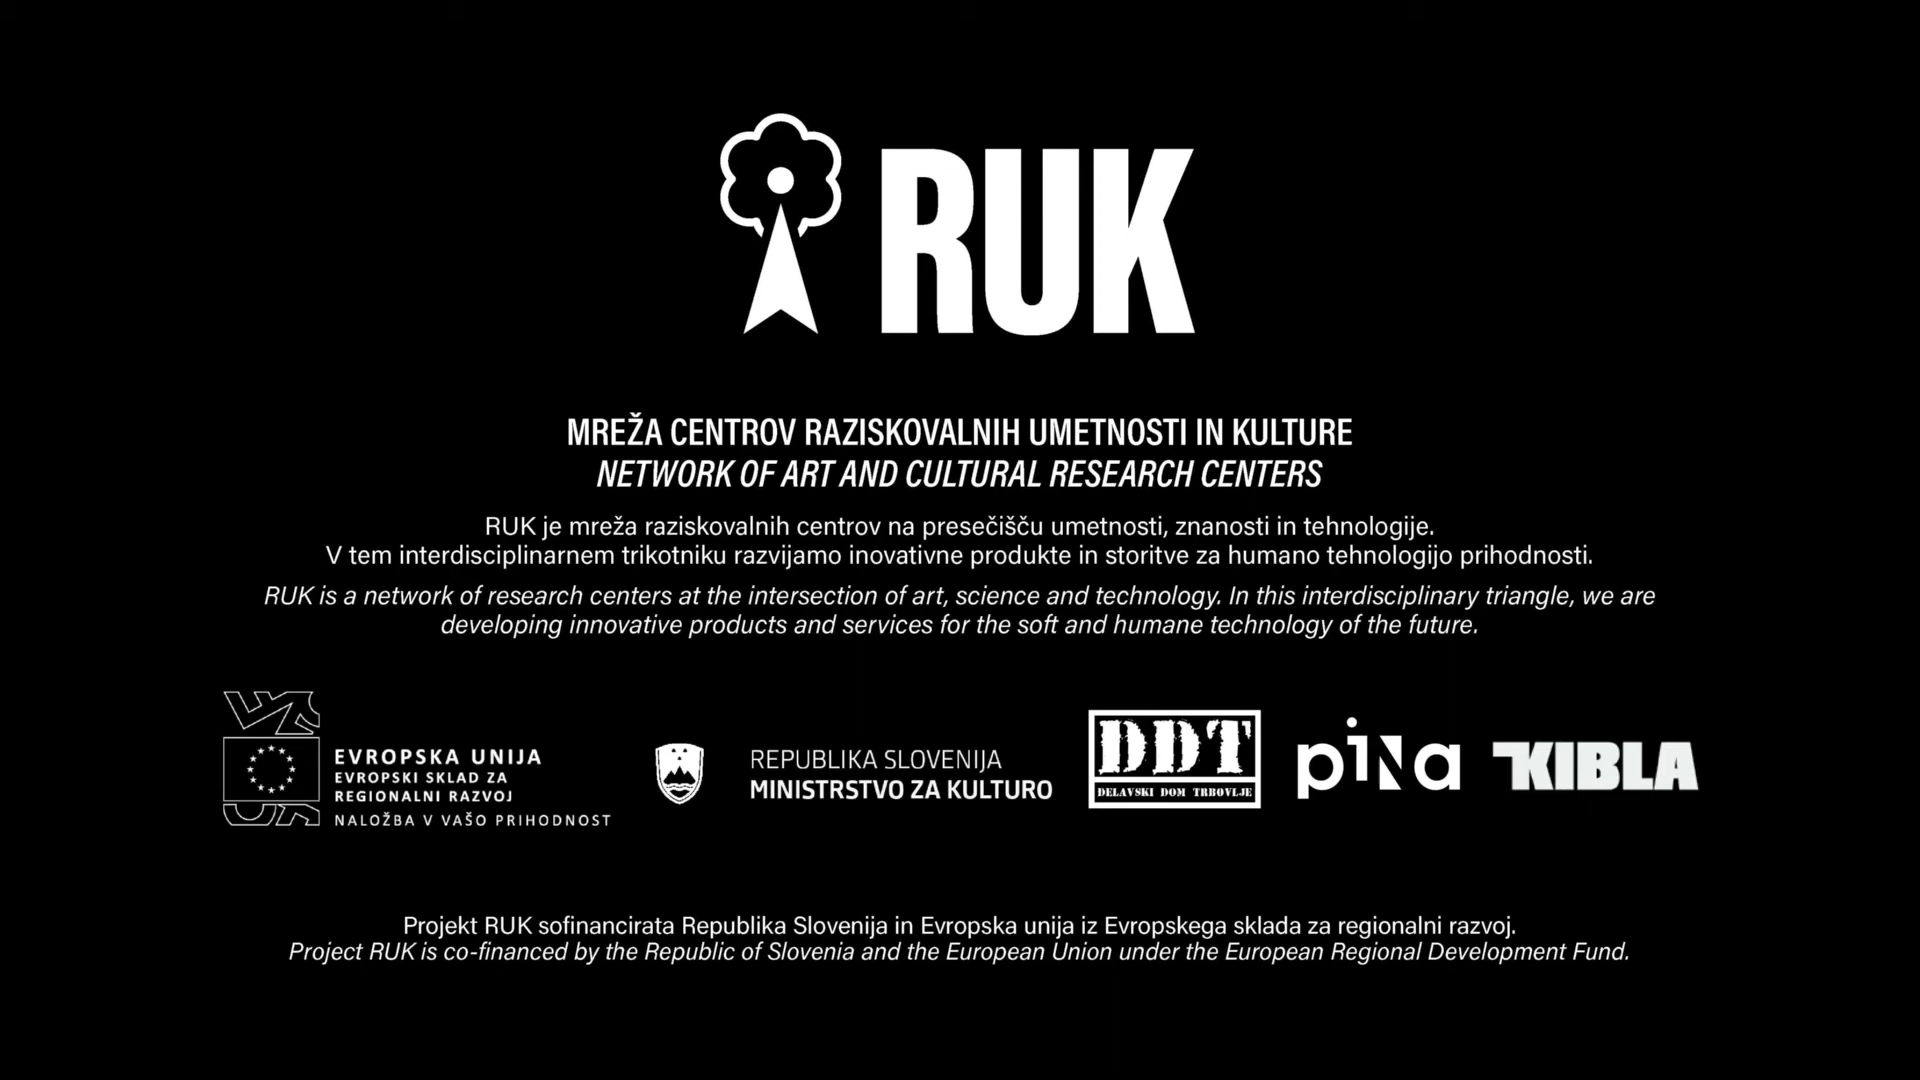 RUK
MREŽA CENTROV RAZISKOVALNIH UMETNOSTI IN KULTURE
NETWORK OF ART AND CULTURAL RESEARCH CENTERS
RUK je mreža raziskovalnih centrov na presečišču umetnosti, znanosti in tehnologije.
V tem interdisciplinarnem trikotniku razvijamo inovativne produkte in storitve za humano tehnologijo prihodnosti.
RUK is a network of research centers at the intersection of art, science and technology. In this interdisciplinary triangle, we are
developing innovative products and services for the soft and humane technology of the future.
EVROPSKA UNIJA
EVROPSKI SKLAD ZA
REGIONALNI RAZVOJ
NALOŽBA V VAŠO PRIHODNOST
REPUBLIKA SLOVENIJA
MINISTRSTVO ZA KULTURO
DDT
DELAVSKI DOM TRBOVLJE
piNa
KIBLA
Projekt RUK sofinancirata Republika Slovenija in Evropska unija iz Evropskega sklada za regionalni razvoj.
Project RUK is co-financed by the Republic of Slovenia and the European Union under the European Regional Development Fund.